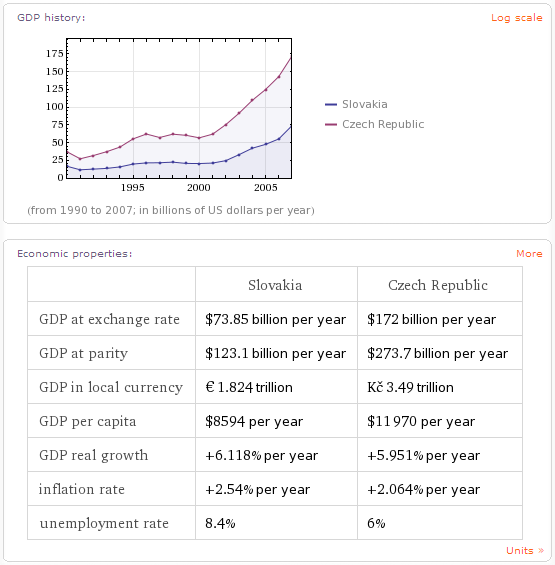 GDP history:
Log scale
175
150
125
100
75
50
25
0
1995 2000 2005
Slovakia
Czech Republic
(from 1990 to 2007; in billions of US dollars per year)
Economic properties:
More
Slovakia Czech Republic
GDP at exchange rate $73.85 billion per year $172 billion per year
GDP at parity $123.1 billion per year $273.7 billion per year
GDP in local currency € 1.824 trillion Kč 3.49 trillion
GDP per capita $8594 per year $11970 per year
GDP real growth +6.118% per year +5.951% per year
inflation rate +2.54% per year +2.064% per year
unemployment rate 8.4% 6%
Units »